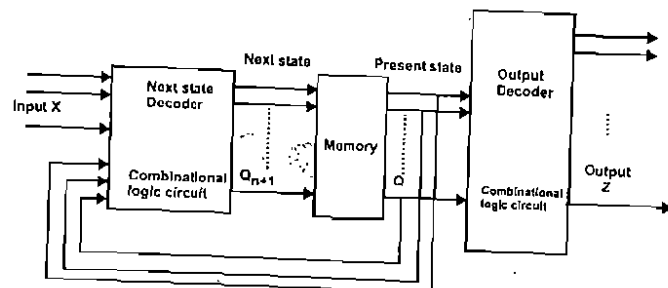 Next state
Present state
Input X
Next state
Decoder
Combinational
logic circuit
Q n+1
Memory
Q
Output
Decoder
Combinational
logic circuit
Output
Z